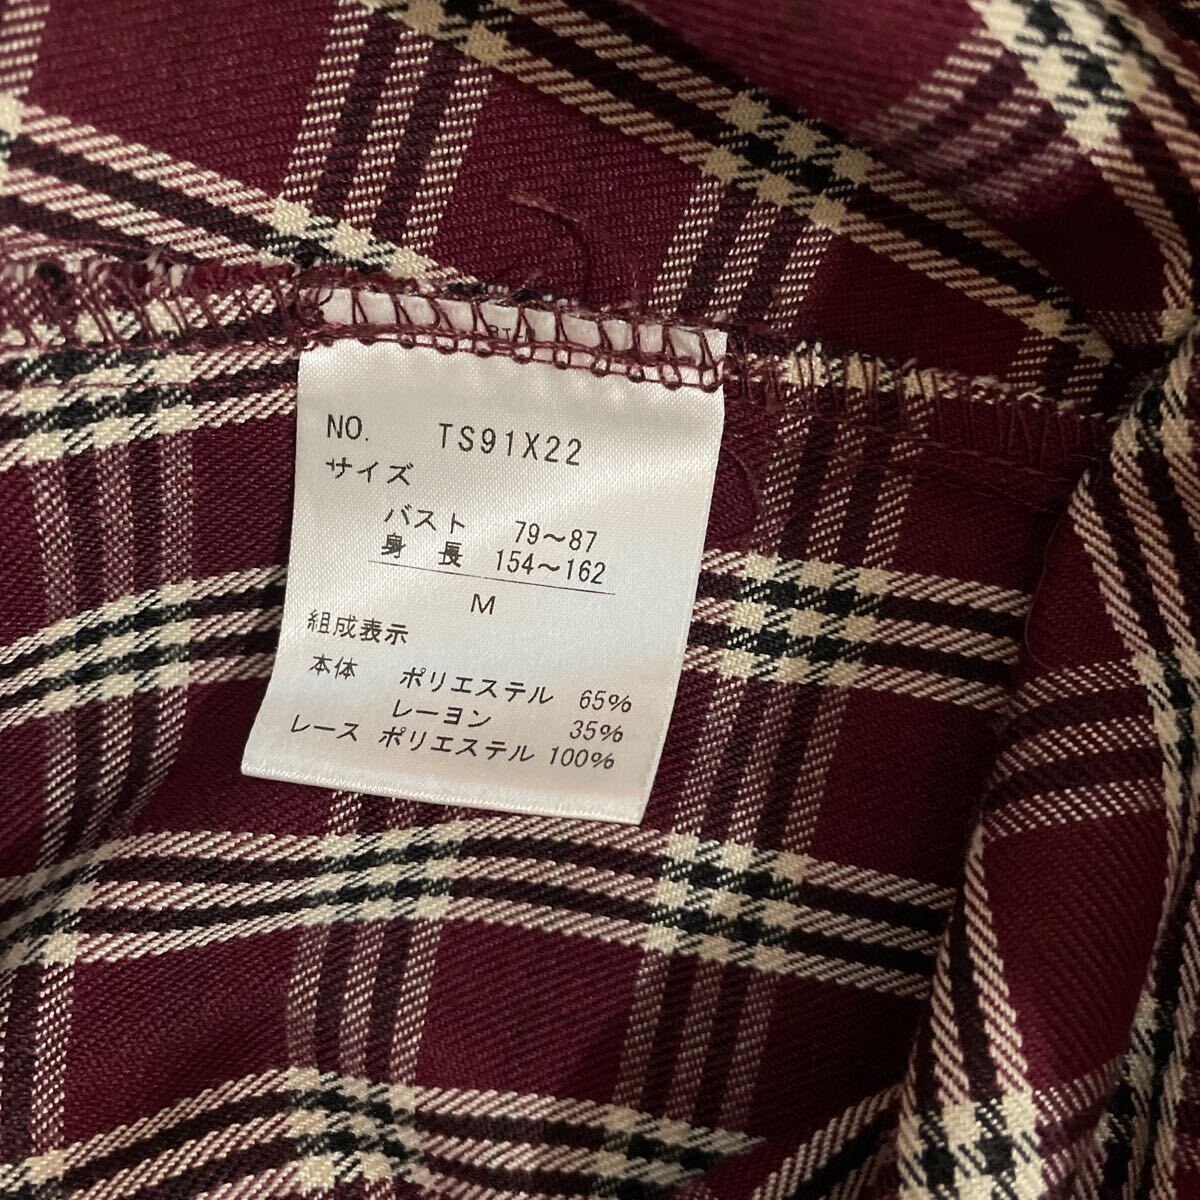 NO. TS91X22
サイズ
バスト 79～87
身長 154～162
M
組成表示
本体 ポリエステル 65%
レーヨン 35%
レース ポリエステル 100%